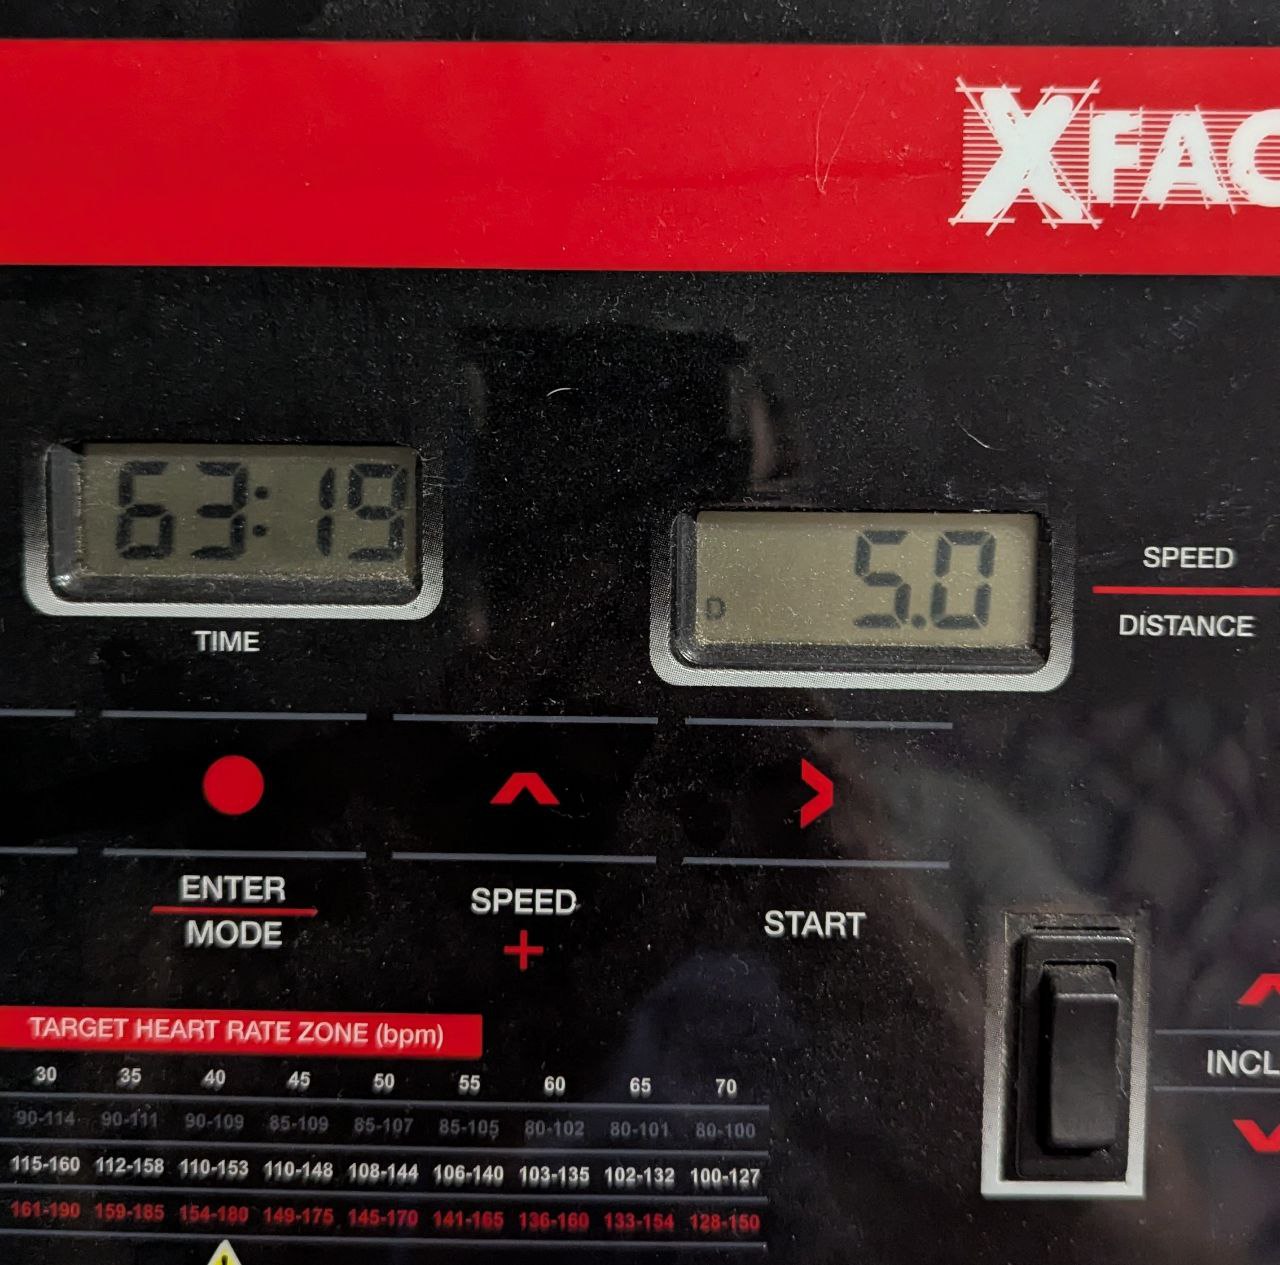 XFAC
63:19
TIME
D 5.0
SPEED
DISTANCE
ENTER
MODE
SPEED
+
START
INCL
TARGET HEART RATE ZONE (bpm)
30 35 40 45 50 55 60 65 70
90-114 90-111 90-109 85-109 85-107 85-105 80-102 80-101 80-100
115-160 112-158 110-153 110-148 108-144 106-140 103-135 102-132 100-127
161-190 159-185 154-180 149-175 145-170 141-165 136-160 133-154 128-150